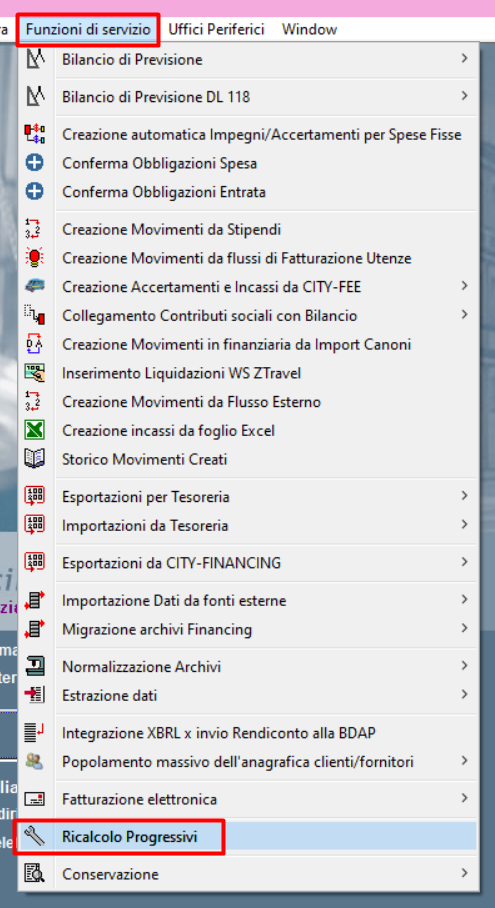 a Funzioni di servizio Uffici Periferici Window
Bilancio di Previsione
Bilancio di Previsione DL 118
Creazione automatica Impegni/Accertamenti per Spese Fisse
Conferma Obbligazioni Spesa
Conferma Obbligazioni Entrata
Creazione Movimenti da Stipendi
Creazione Movimenti da flussi di Fatturazione Utenze
Creazione Accertamenti e Incassi da CITY-FEE
Collegamento Contributi sociali con Bilancio
Creazione Movimenti in finanziaria da Import Canoni
Inserimento Liquidazioni WS ZTravel
Creazione Movimenti da Flusso Esterno
Creazione incassi da foglio Excel
Storico Movimenti Creati
Esportazioni per Tesoreria
Importazioni da Tesoreria
Esportazioni da CITY-FINANCING
Importazione Dati da fonti esterne
Migrazione archivi Financing
Normalizzazione Archivi
Estrazione dati
Integrazione XBRL x invio Rendiconto alla BDAP
Popolamento massivo dell'anagrafica clienti/fornitori
Fatturazione elettronica
Ricalcolo Progressivi
Conservazione